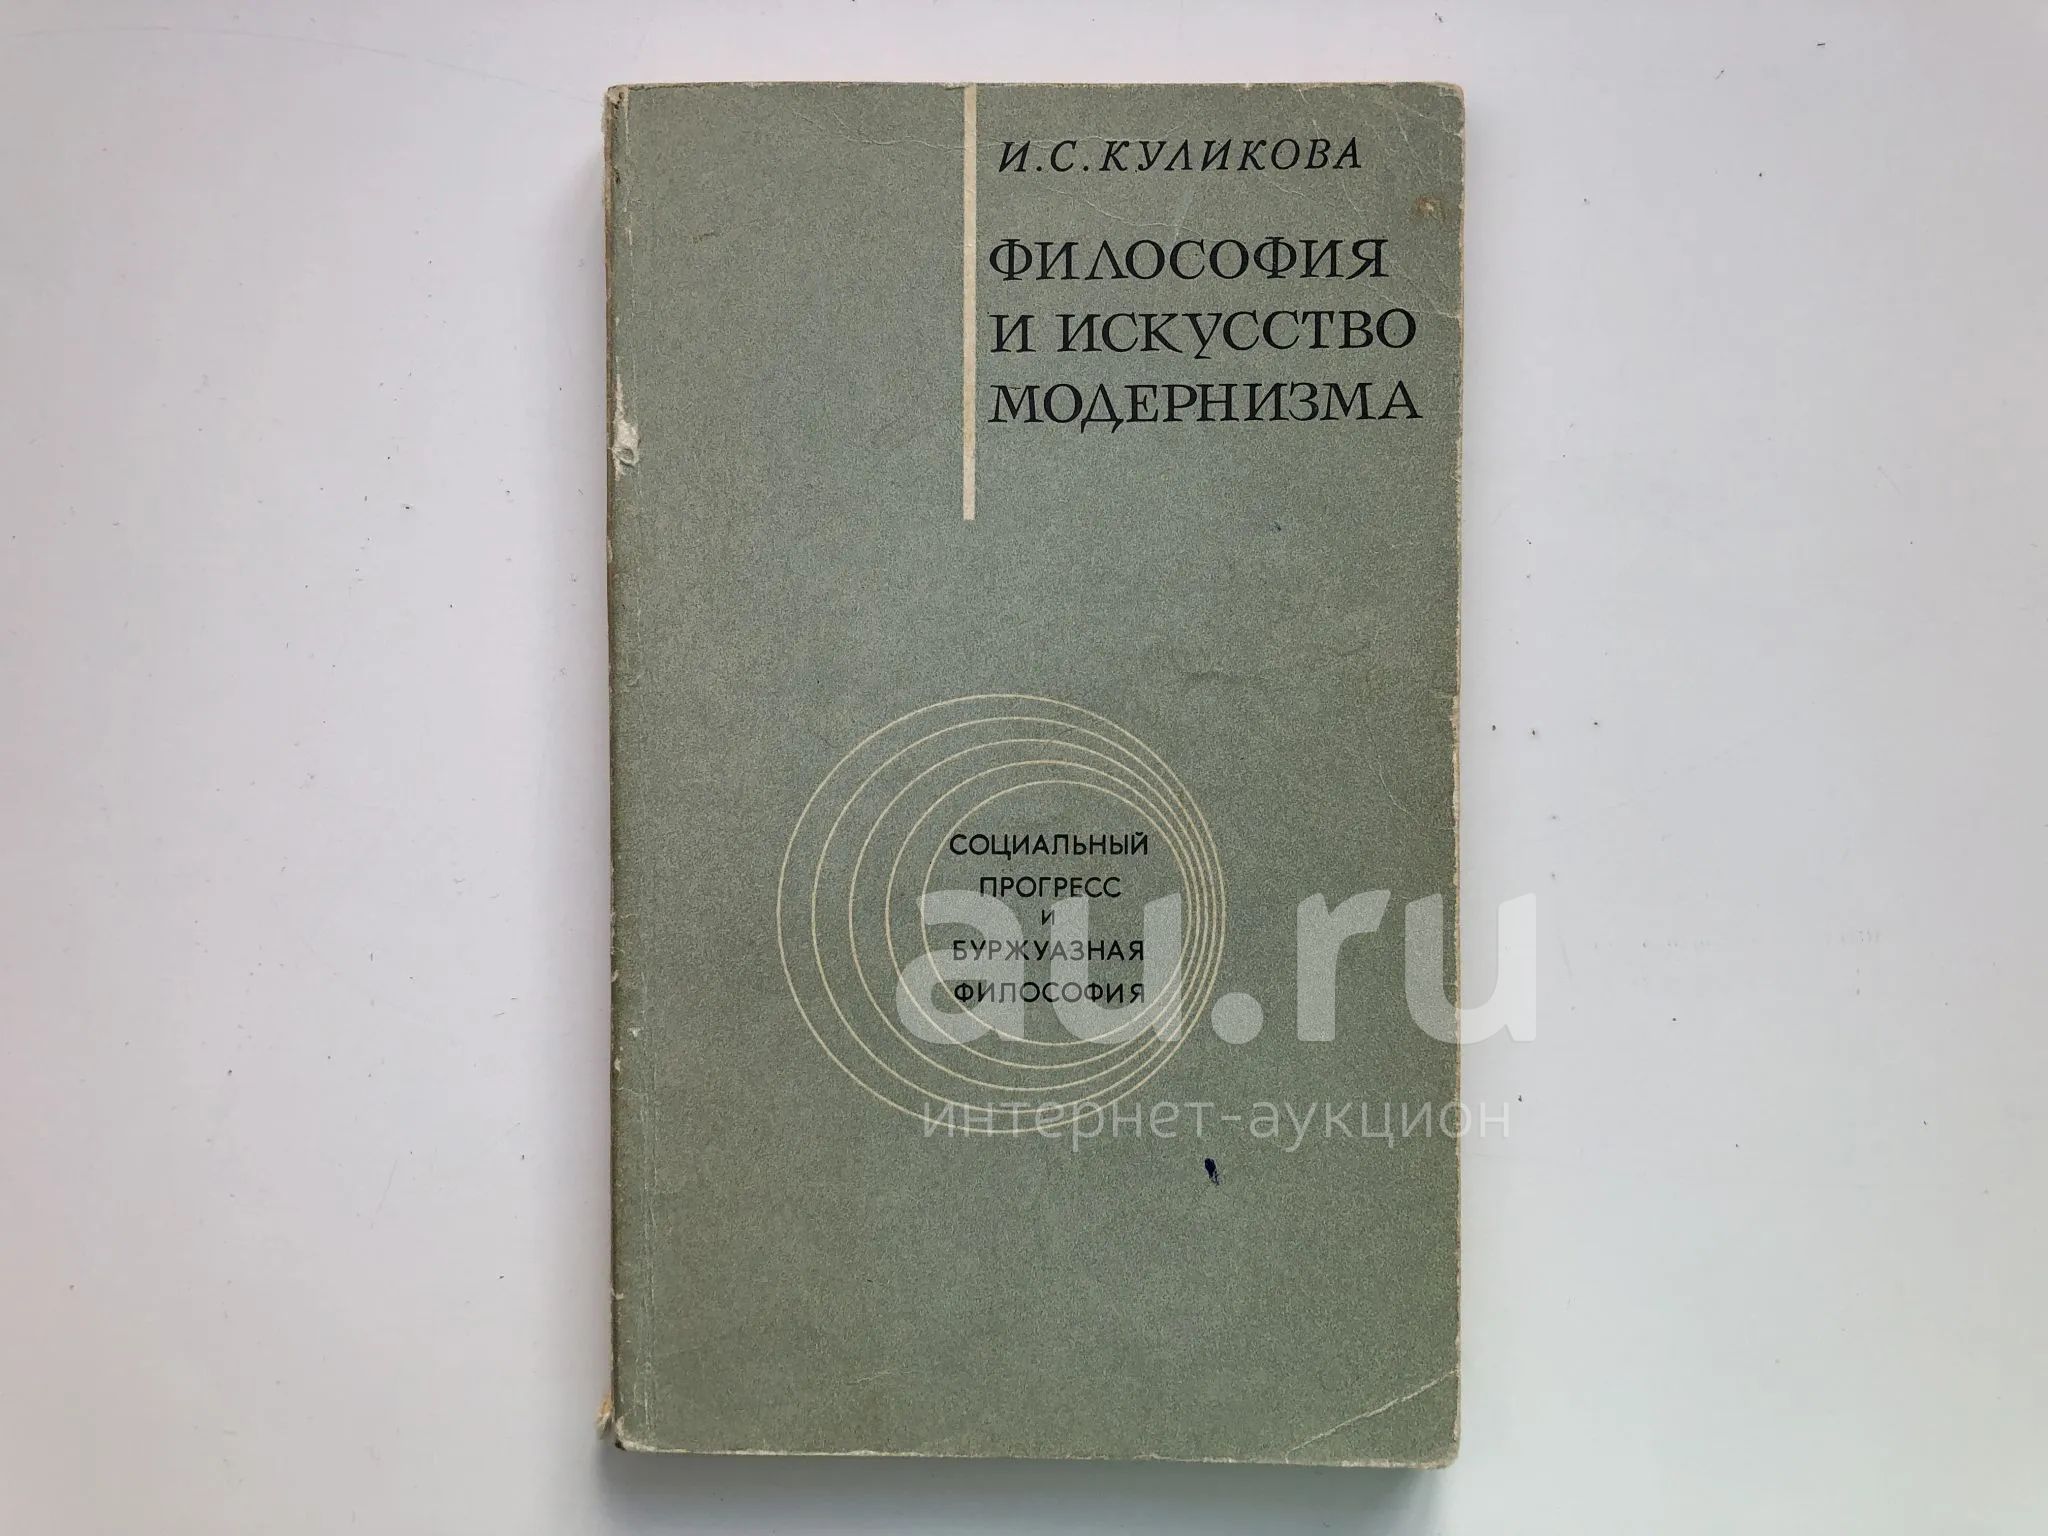 И.С.КУЛИКОВА
ФИЛОСОФИЯ
И ИСКУССТВО
МОДЕРНИЗМА
СОЦИАЛЬНЫЙ
ПРОГРЕСС
И
БУРЖУАЗНАЯ
ФИЛОСОФИЯ
au.ru
интернет-аукцион